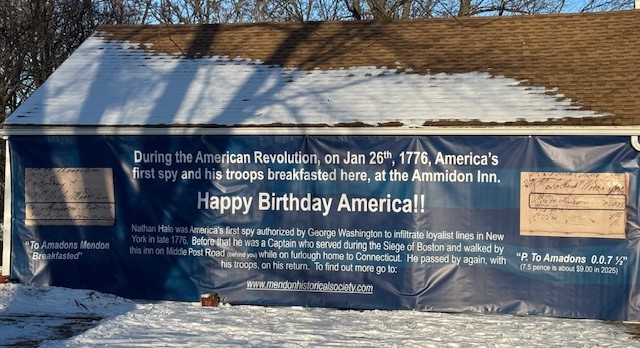 During the American Revolution, on Jan 26th, 1776, America's
first spy and his troops breakfasted here, at the Ammidon Inn.
Happy Birthday America!!
Nathan Hale was America's first spy authorized by George Washington to infiltrate loyalist lines in New
York in late 1776. Before that he was a Captain who served during the Siege of Boston and walked by
this inn on Middle Post Road (behind you) while on furlough home to Connecticut. He passed by again, with
his troops, on his return. To find out more go to:
www.mendonhistoricalsociety.com
"To Amadons Mendon
Breakfasted"
"P. To Amadons 0.0.7 ½"
(7.5 pence is about $9.00 in 2025)